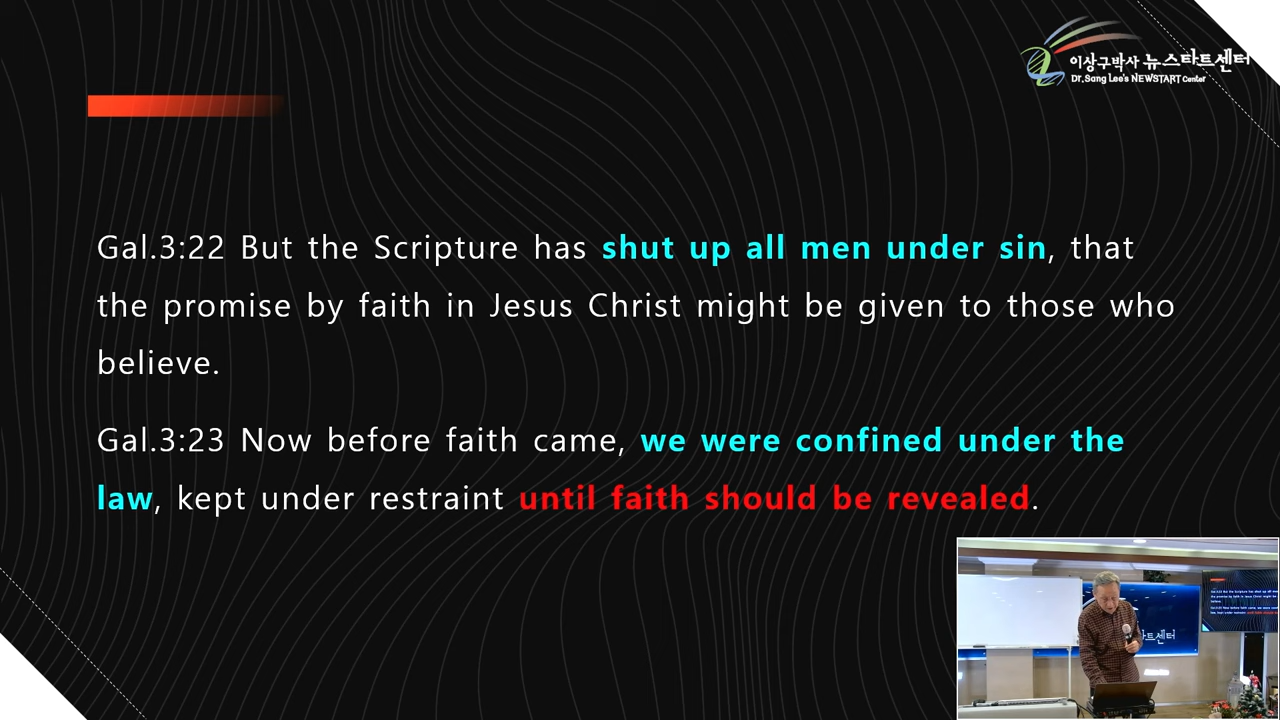 이상구박사 뉴스타트센터
Dr.Sang Lee's NEWSTART Center
Gal.3:22 But the Scripture has shut up all men under sin, that
the promise by faith in Jesus Christ might be given to those who
believe.
Gal.3:23 Now before faith came, we were confined under the
law, kept under restraint until faith should be revealed.
트센터